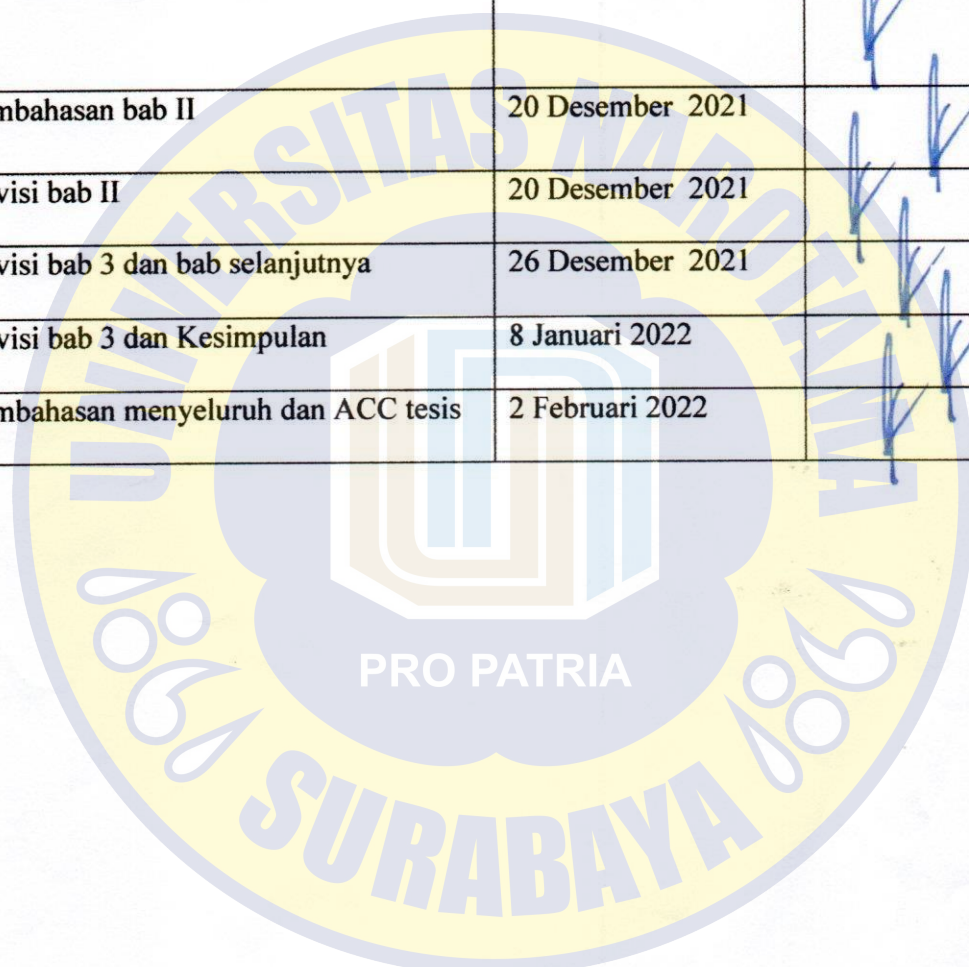 mbahasan bab II 20 Desember 2021
visi bab II 20 Desember 2021
visi bab 3 dan bab selanjutnya 26 Desember 2021
visi bab 3 dan Kesimpulan 8 Januari 2022
mbahasan menyeluruh dan ACC tesis 2 Februari 2022
UNIVERSITAS NAROTAMA
PRO PATRIA
SURABAYA